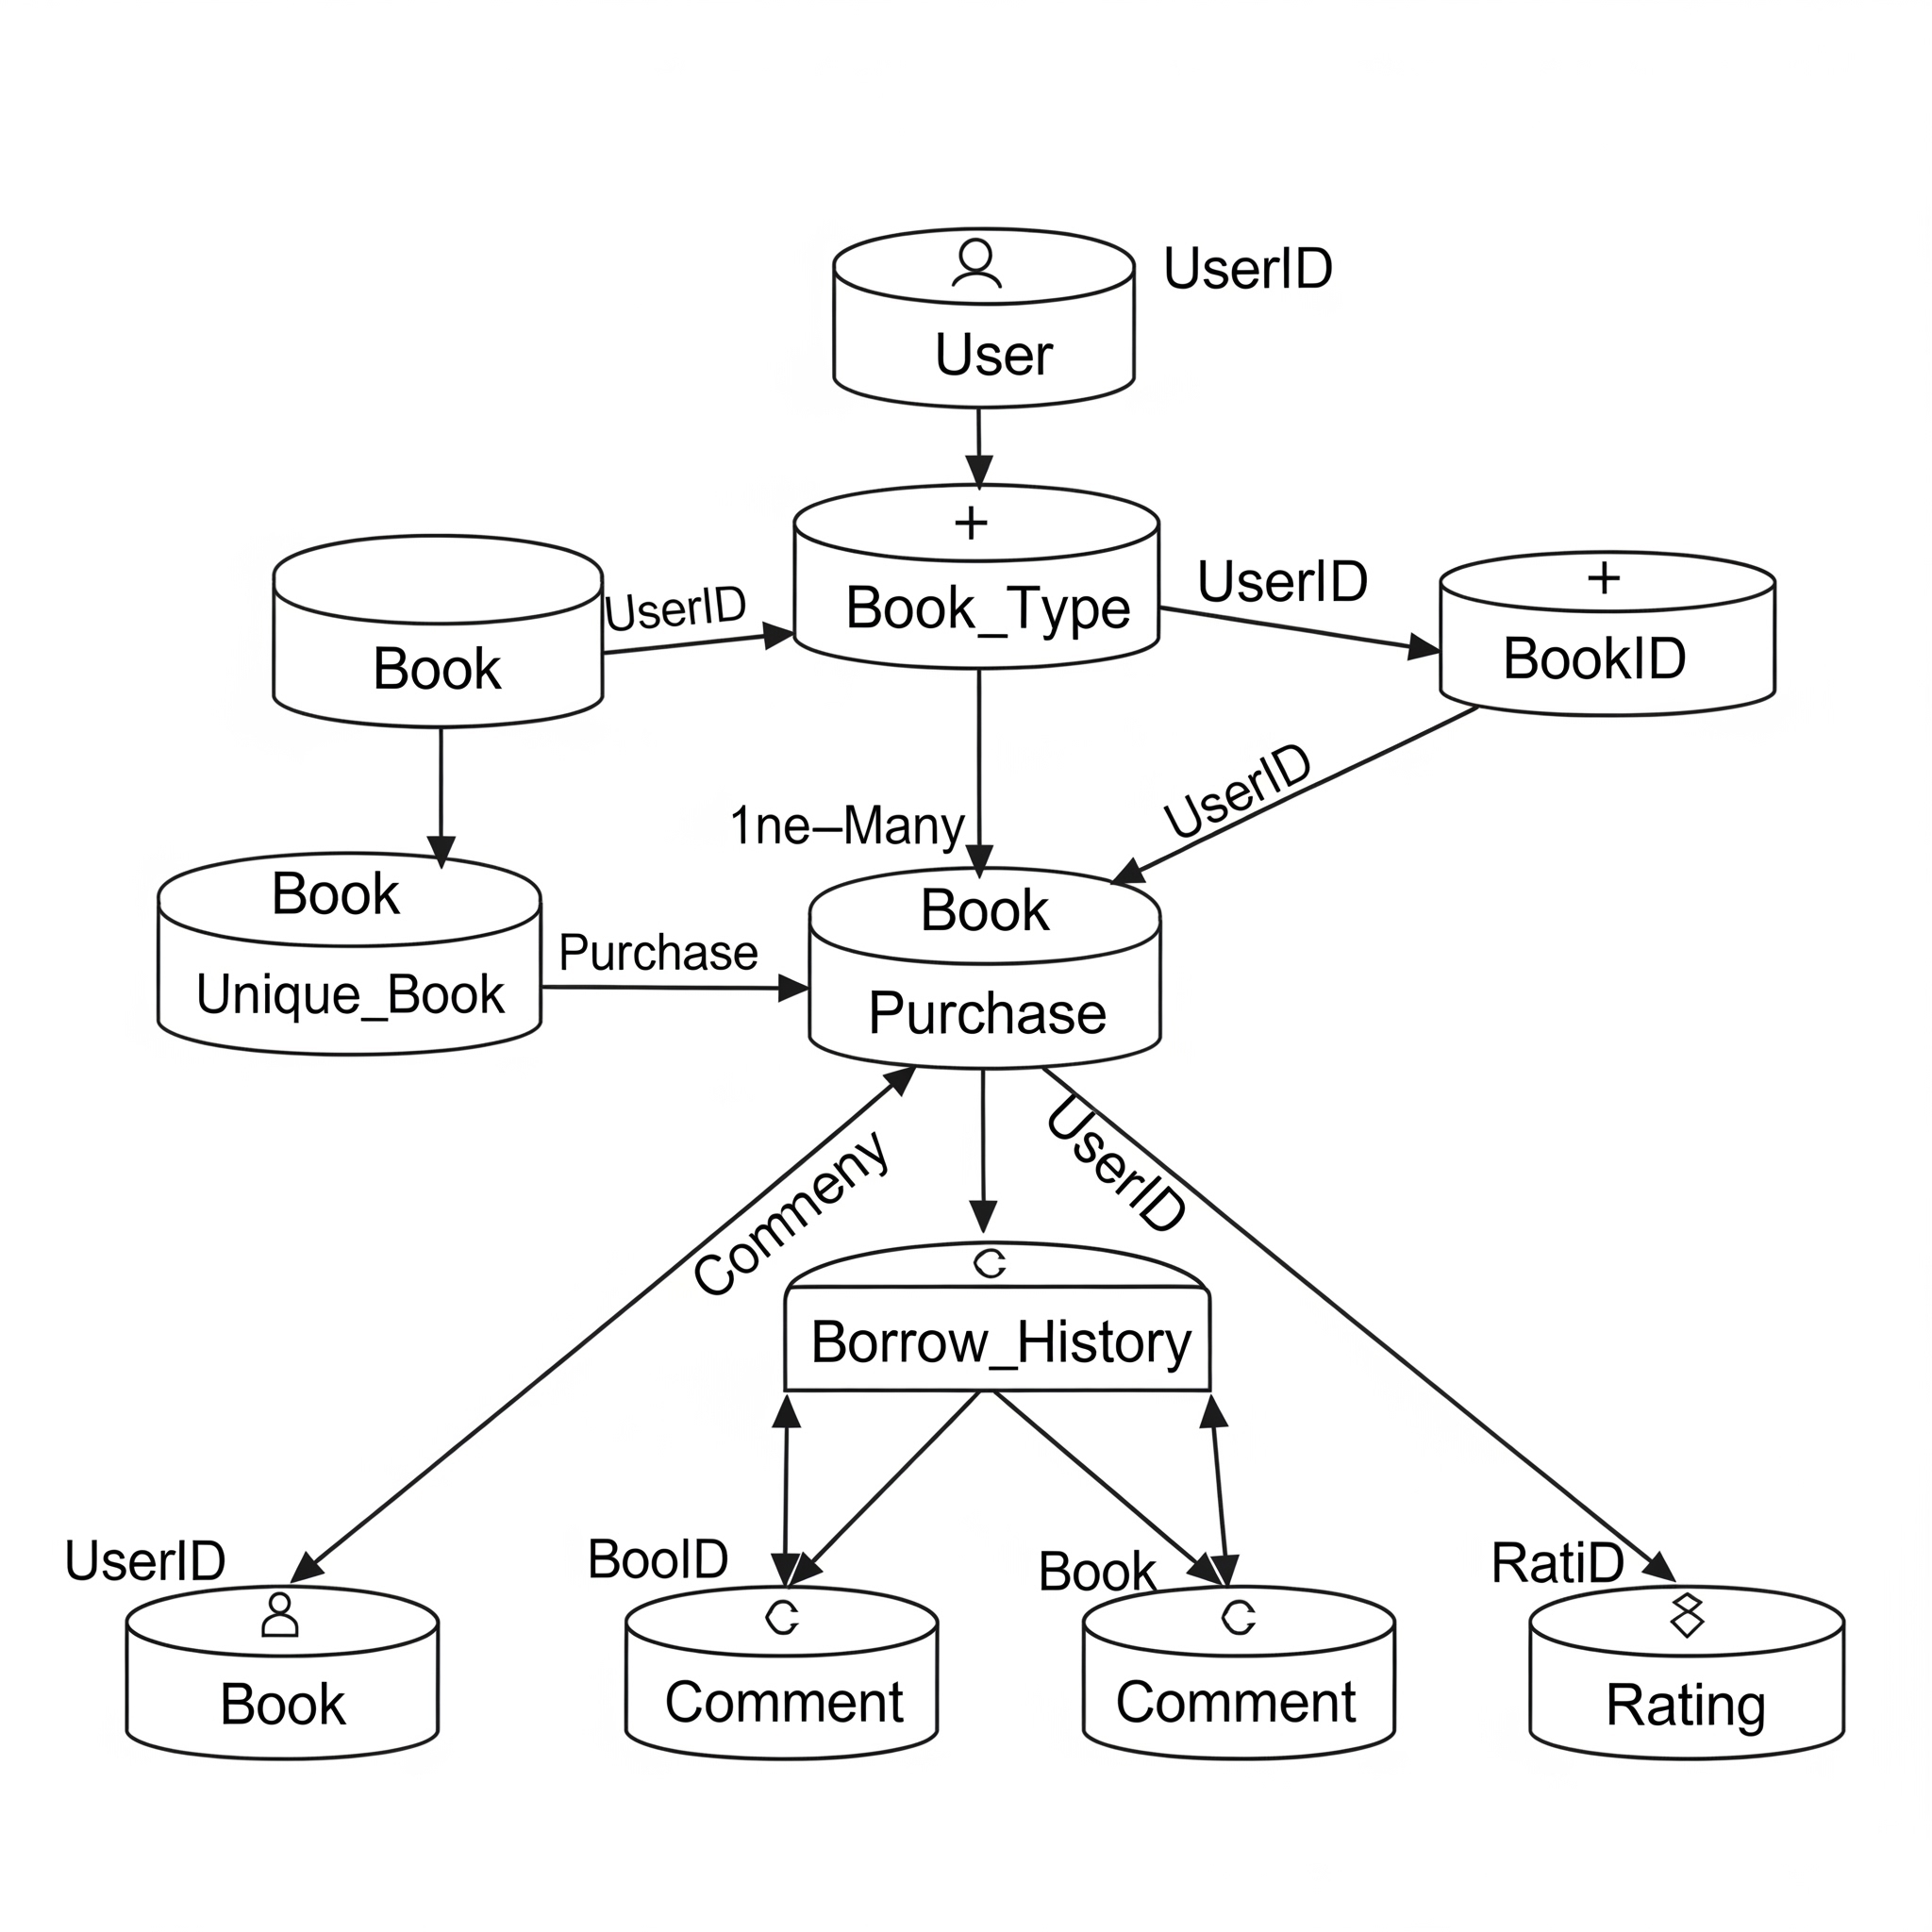 UserID
User
Book_Type
UserID
UserID
Book
BookID
UserID
1ne–Many
Book
Unique_Book
Purchase
Book
Purchase
Commeny
UserID
Borrow_History
UserID
BooID
Book
RatiD
Book
Comment
Comment
Rating